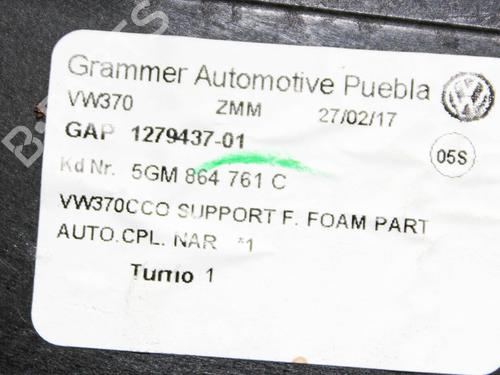 Grammer Automotive Puebla
VW370 ZMM 27/02/17
GAP 1279437-01
05S
Kd Nr. 5GM 864 761 C
VW370CCO SUPPORT F. FOAM PART
AUTO.CPL. NAR *1
Turno 1